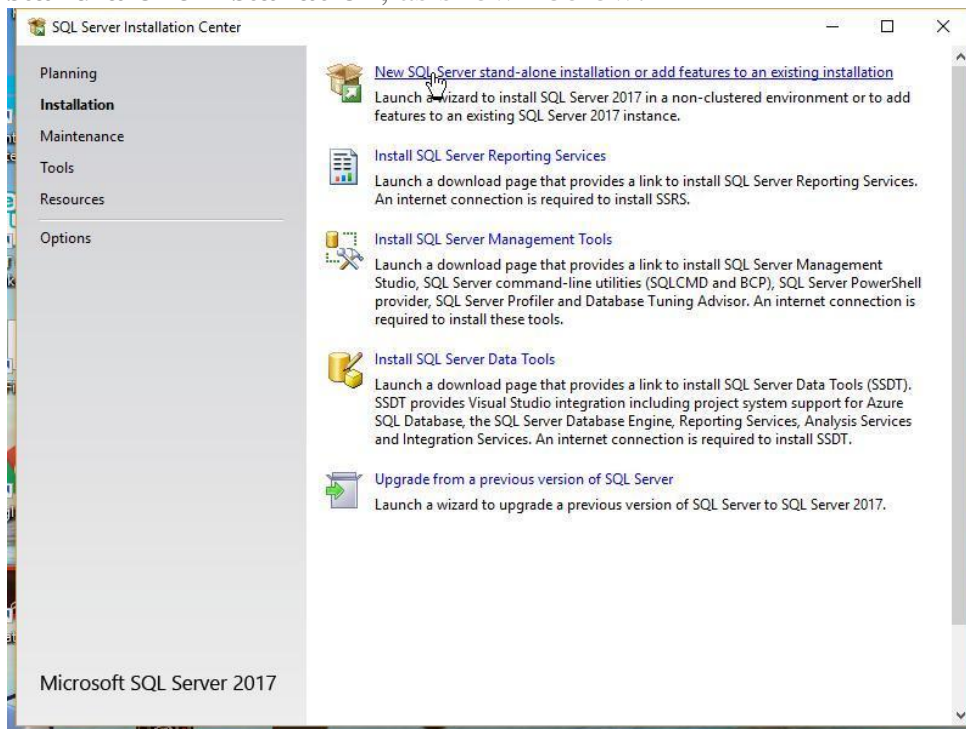 SQL Server Installation Center
Planning
Installation
Maintenance
Tools
Resources
Options
Microsoft SQL Server 2017
New SQL Server stand-alone installation or add features to an existing installation
Launch a wizard to install SQL Server 2017 in a non-clustered environment or to add
features to an existing SQL Server 2017 instance.
Install SQL Server Reporting Services
Launch a download page that provides a link to install SQL Server Reporting Services.
An internet connection is required to install SSRS.
Install SQL Server Management Tools
Launch a download page that provides a link to install SQL Server Management
Studio, SQL Server command-line utilities (SQLCMD and BCP), SQL Server PowerShell
provider, SQL Server Profiler and Database Tuning Advisor. An internet connection is
required to install these tools.
Install SQL Server Data Tools
Launch a download page that provides a link to install SQL Server Data Tools (SSDT).
SSDT provides Visual Studio integration including project system support for Azure
SQL Database, the SQL Server Database Engine, Reporting Services, Analysis Services
and Integration Services. An internet connection is required to install SSDT.
Upgrade from a previous version of SQL Server
Launch a wizard to upgrade a previous version of SQL Server to SQL Server 2017.